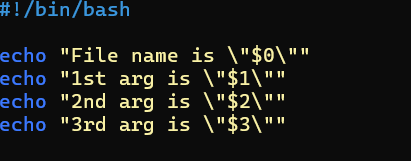 #!/bin/bash
echo "File name is \"$0\""
echo "1st arg is \"$1\""
echo "2nd arg is \"$2\""
echo "3rd arg is \"$3\""